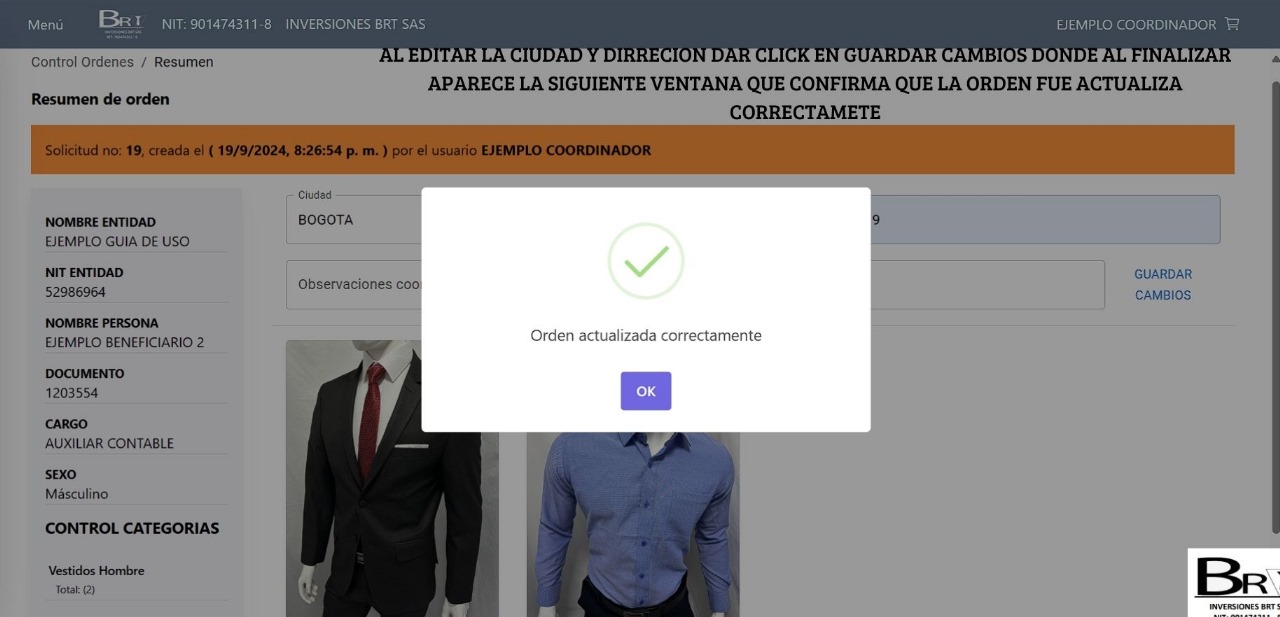 Menú
BRT
NIT: 901474311-8
INVERSIONES BRT SAS
EJEMPLO COORDINADOR
Control Ordenes / Resumen
AL EDITAR LA CIUDAD Y DIRRECION DAR CLICK EN GUARDAR CAMBIOS DONDE AL FINALIZAR
APARECE LA SIGUIENTE VENTANA QUE CONFIRMA QUE LA ORDEN FUE ACTUALIZA
CORRECTAMETE
Resumen de orden
Solicitud no: 19, creada el ( 19/9/2024, 8:26:54 p. m. ) por el usuario EJEMPLO COORDINADOR
NOMBRE ENTIDAD
EJEMPLO GUIA DE USO
NIT ENTIDAD
52986964
NOMBRE PERSONA
EJEMPLO BENEFICIARIO 2
DOCUMENTO
1203554
CARGO
AUXILIAR CONTABLE
SEXO
Másculino
CONTROL CATEGORIAS
Vestidos Hombre
Total: (2)
Ciudad
BOGOTA
9
Observaciones coo
GUARDAR
CAMBIOS
Orden actualizada correctamente
OK
BR
INVERSIONES BRT S